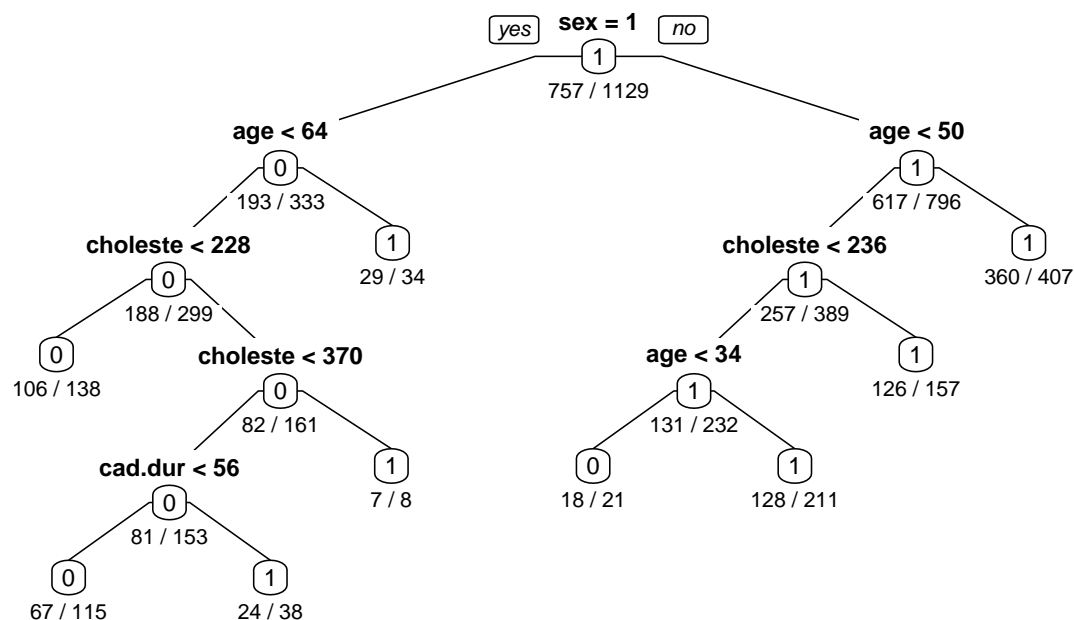 yes sex = 1 no
1
757 / 1129
age < 64 age < 50
0 1
193 / 333 617 / 796
choleste < 228 1 choleste < 236 1
0 29 / 34 1 360 / 407
188 / 299 257 / 389
0 choleste < 370 age < 34 1
106 / 138 0 1 126 / 157
82 / 161 131 / 232
cad.dur < 56 1 0 1
0 7 / 8 18 / 21 128 / 211
81 / 153
0 1
67 / 115 24 / 38